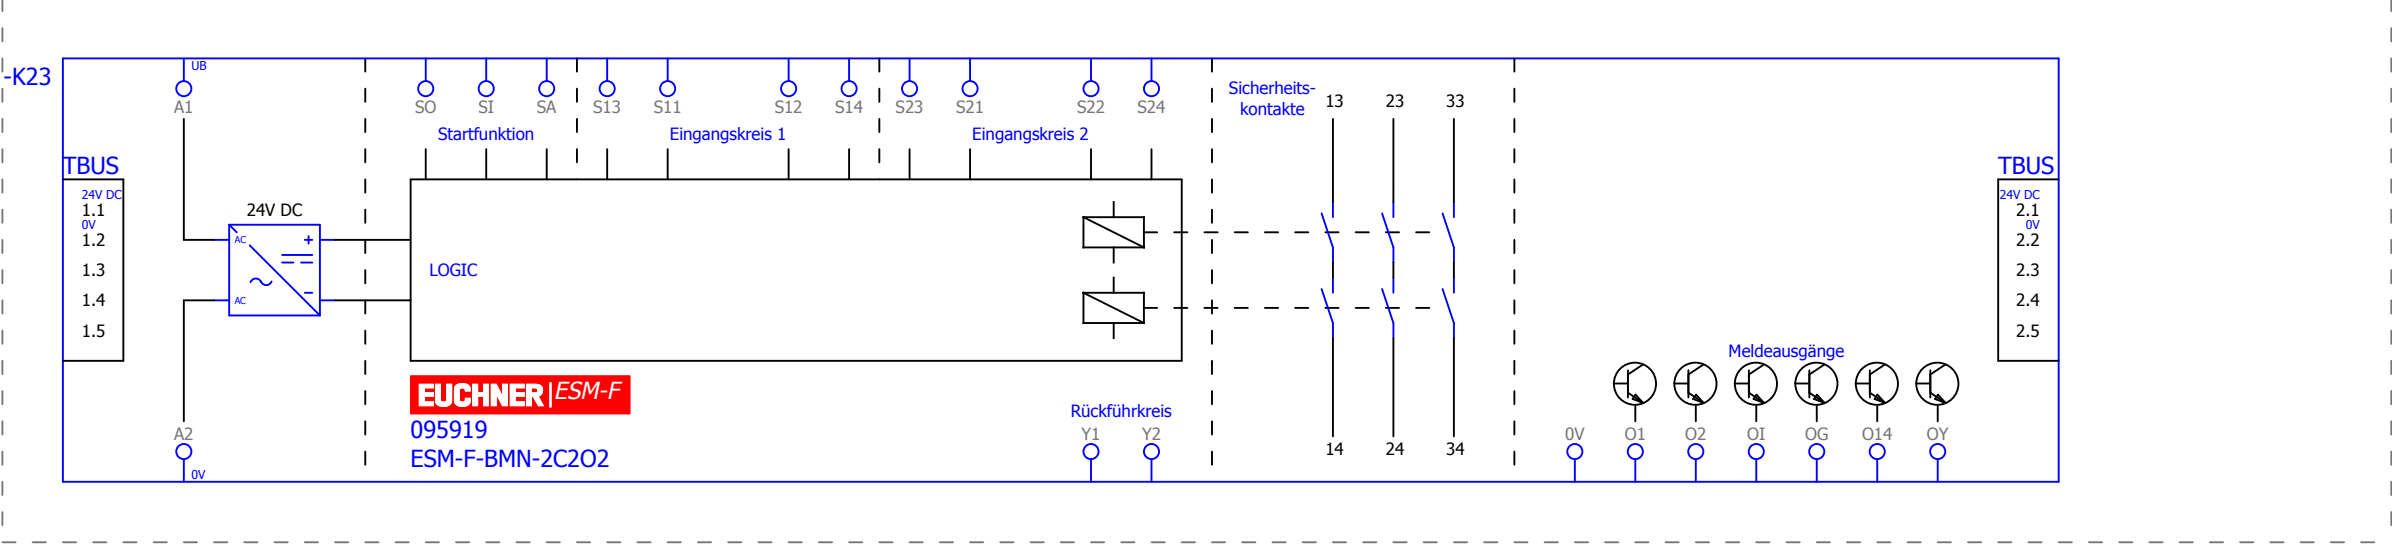 -K23
UB
A1
SO SI SA S13 S11 S12 S14 S23 S21 S22 S24
Startfunktion
Eingangskreis 1
Eingangskreis 2
Sicherheits-
kontakte
13 23 33
TBUS
24V DC
1.1
0V
1.2
1.3
1.4
1.5
24V DC
AC +
AC -
LOGIC
TBUS
24V DC
2.1
0V
2.2
2.3
2.4
2.5
EUCHNER ESM-F
095919
ESM-F-BMN-2C2O2
A2
0V
Rückführkreis
Y1 Y2
14 24 34
Meldeausgänge
0V O1 O2 OI OG O14 OY